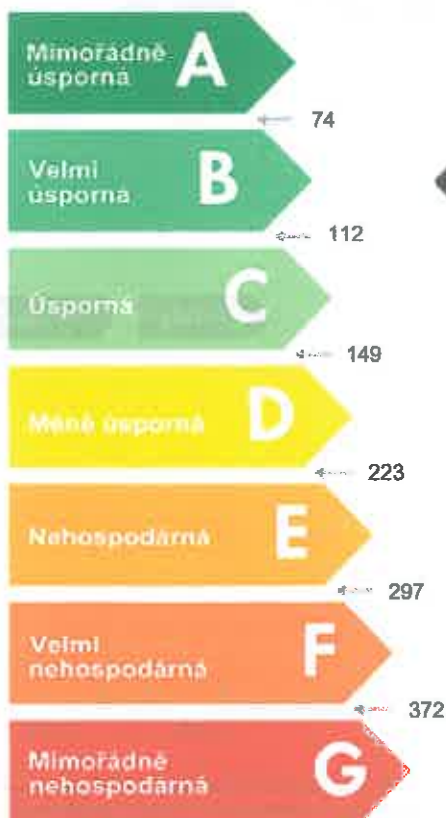 Mimořádně
úsporná
A
74
Velmi
úsporná
B
112
Úsporná
C
149
Méně úsporná
D
223
Nehospodárná
E
297
Velmi
nehospodárná
F
372
Mimořádně
nehospodárná
G